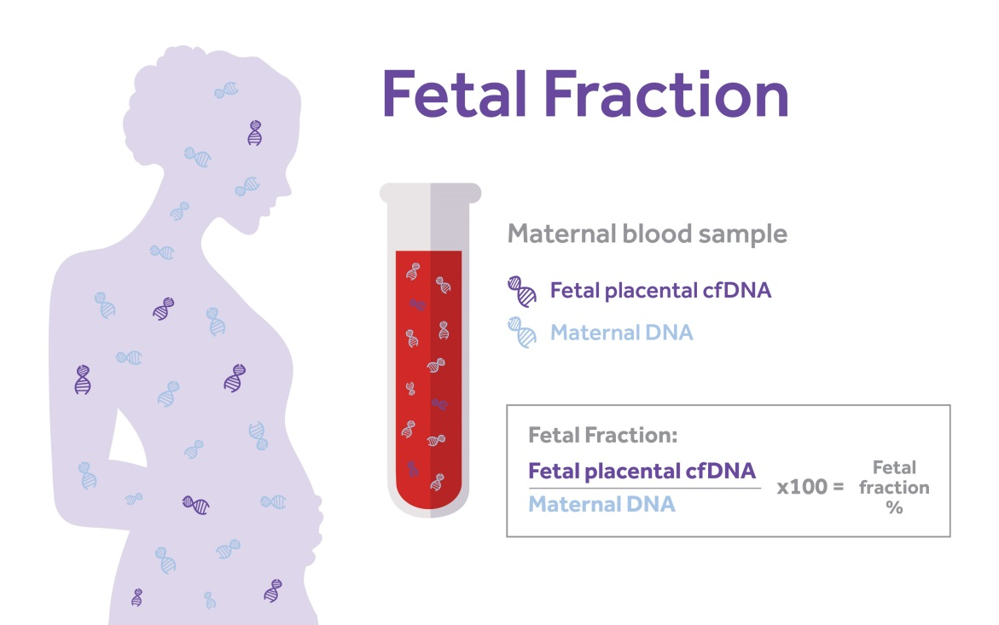 Fetal Fraction
Maternal blood sample
Fetal placental cfDNA
Maternal DNA
Fetal Fraction:
Fetal placental cfDNA
Maternal DNA
x100 =
Fetal
fraction
%